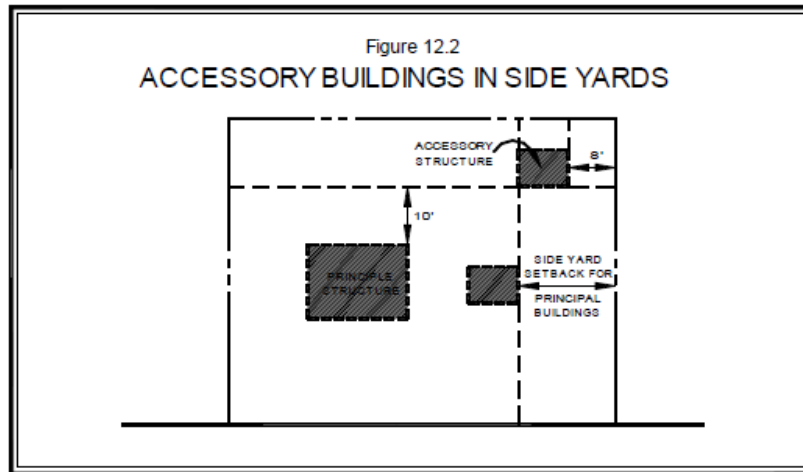 Figure 12.2
ACCESSORY BUILDINGS IN SIDE YARDS
ACCESSORY
STRUCTURE
8'
10'
SIDE YARD
SETBACK FOR
PRINCIPAL
BUILDINGS
PRINCIPLE
STRUCTURE